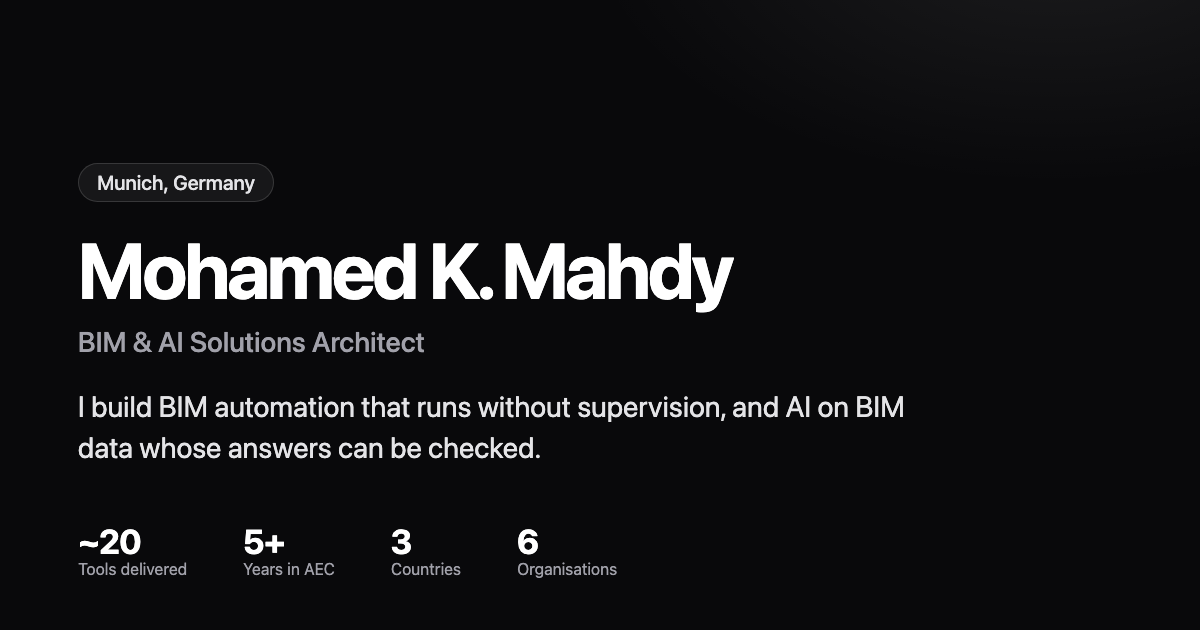 Munich, Germany
Mohamed K. Mahdy
BIM & AI Solutions Architect
I build BIM automation that runs without supervision, and AI on BIM
data whose answers can be checked.
~20 5+ 3 6
Tools delivered Years in AEC Countries Organisations